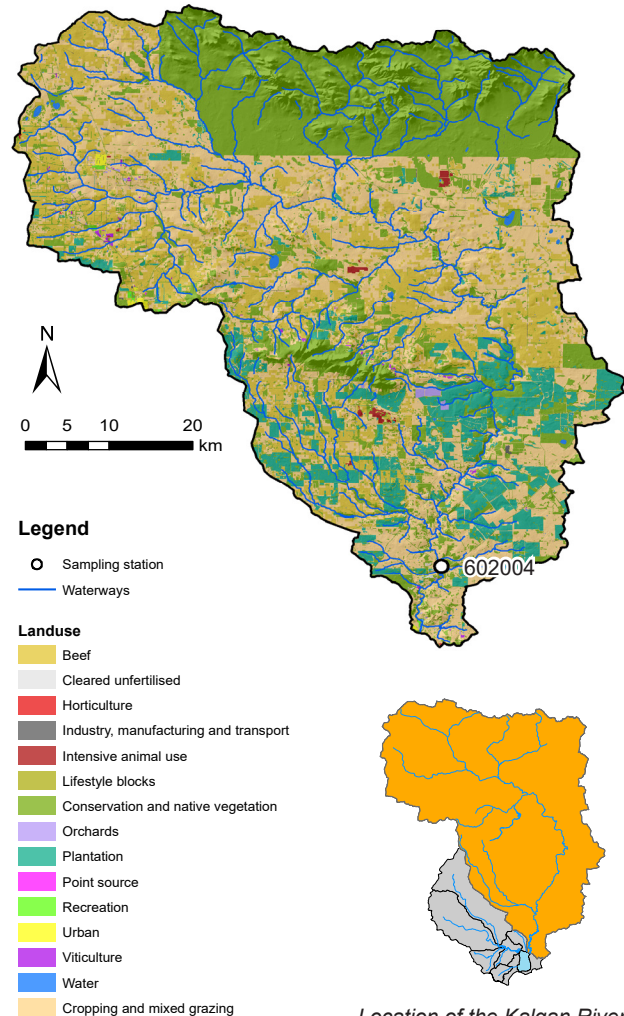 N
0 5 10 20
km
602004
Legend
Sampling station
Waterways
Landuse
Beef
Cleared unfertilised
Horticulture
Industry, manufacturing and transport
Intensive animal use
Lifestyle blocks
Conservation and native vegetation
Orchards
Plantation
Point source
Recreation
Urban
Viticulture
Water
Cropping and mixed grazing
Location of the Kalgan River